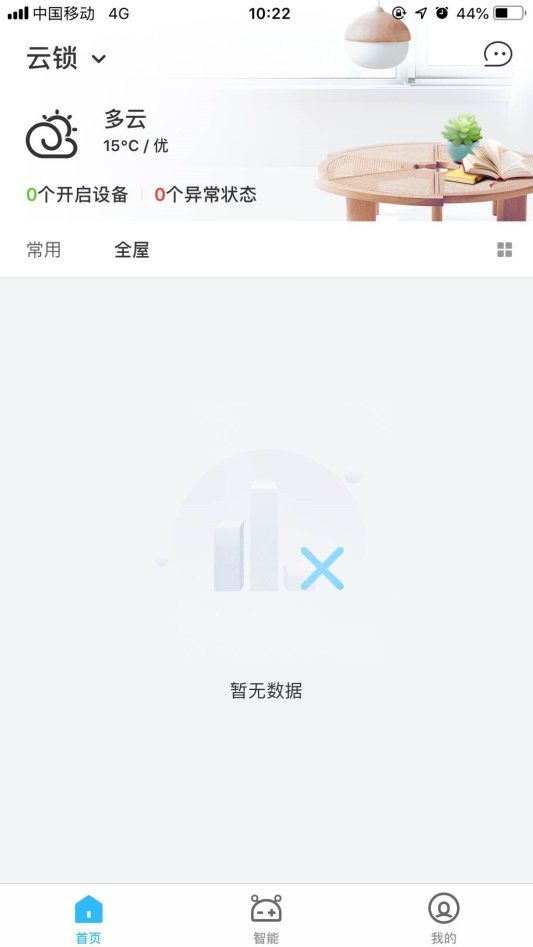 中国移动 4G 10:22 44%
云锁
多云
15°C / 优
0个开启设备 0个异常状态
常用 全屋
暂无数据
首页 智能 我的